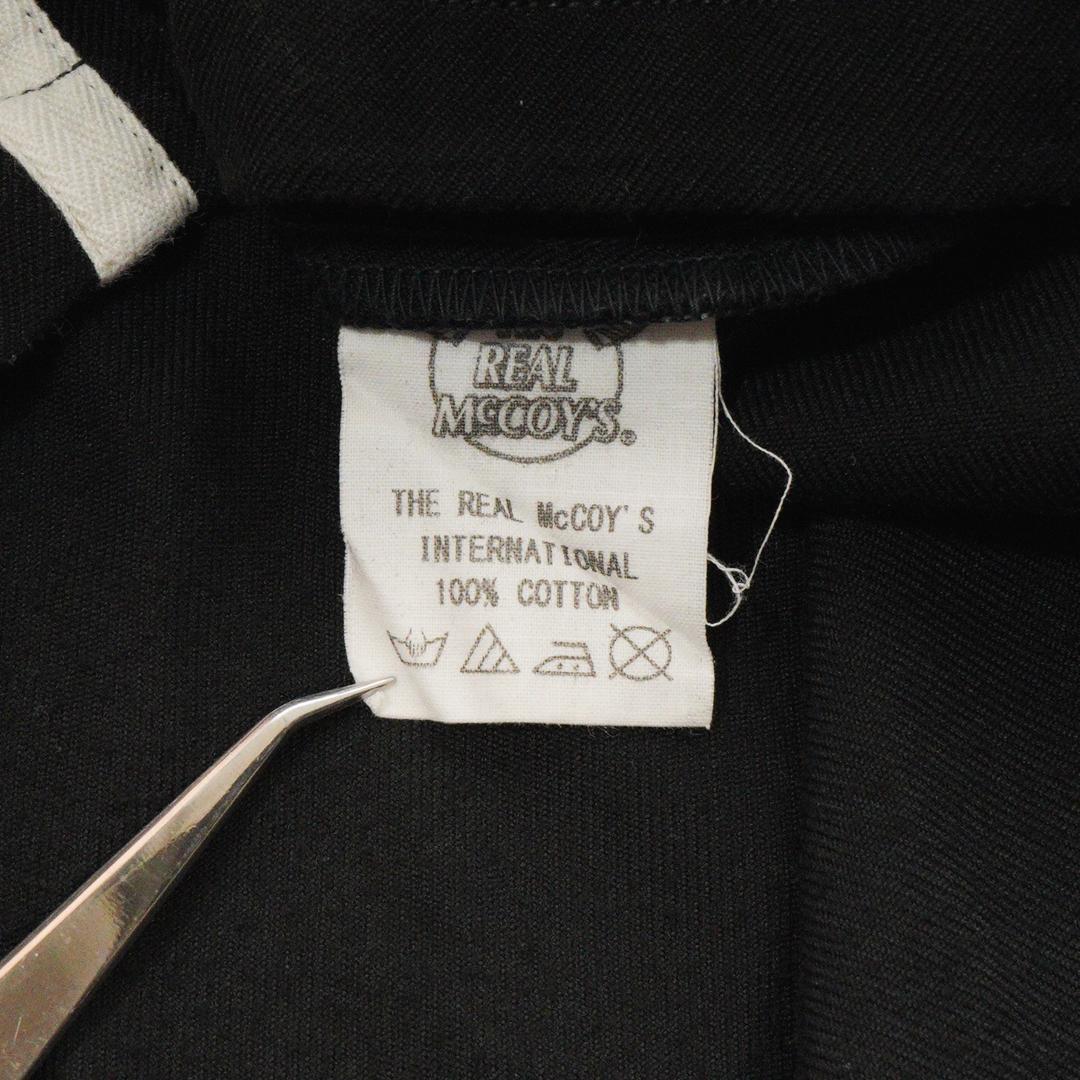 REAL
McCOY'S®
THE REAL McCOY'S
INTERNATIONAL
100% COTTON